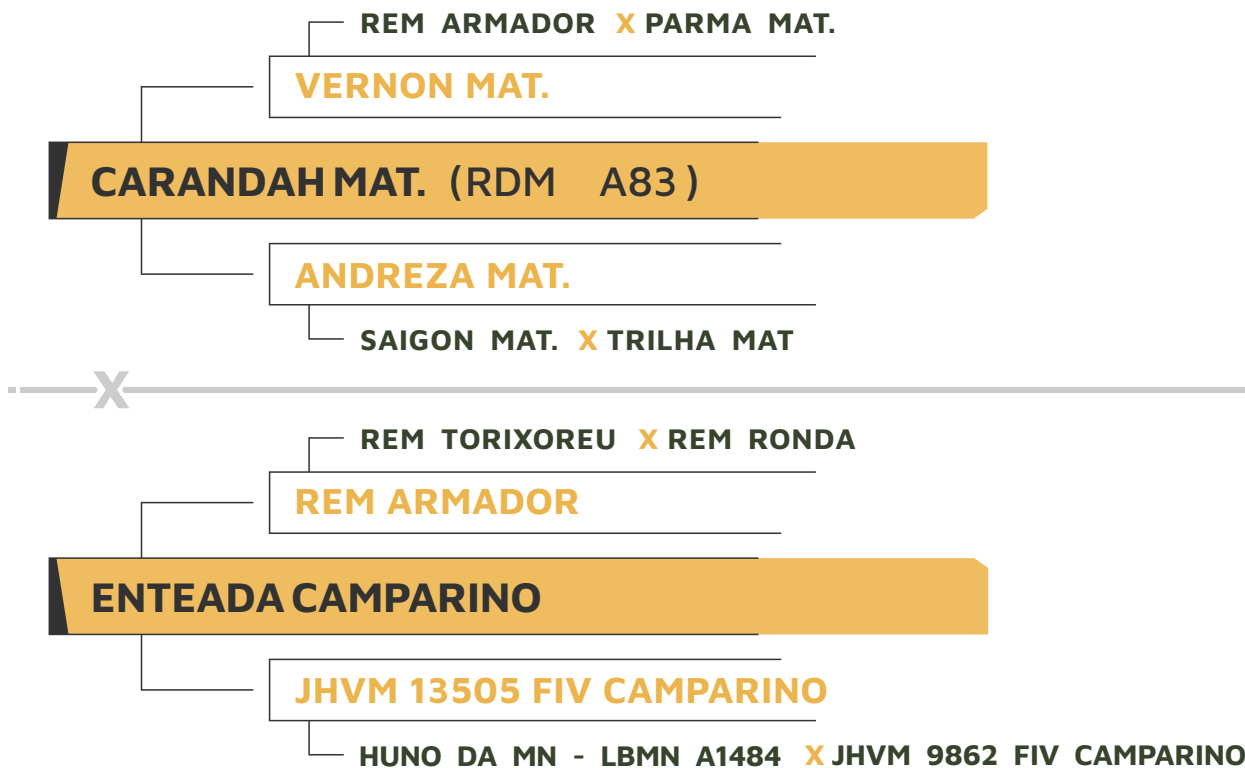 REM ARMADOR X PARMA MAT.
VERNON MAT.
CARANDAH MAT. (RDM A83 )
ANDREZA MAT.
SAIGON MAT. X TRILHA MAT
X
REM TORIXOREU X REM RONDA
REM ARMADOR
ENTEADA CAMPARINO
JHVM 13505 FIV CAMPARINO
HUNO DA MN - LBMN A1484 X JHVM 9862 FIV CAMPARINO